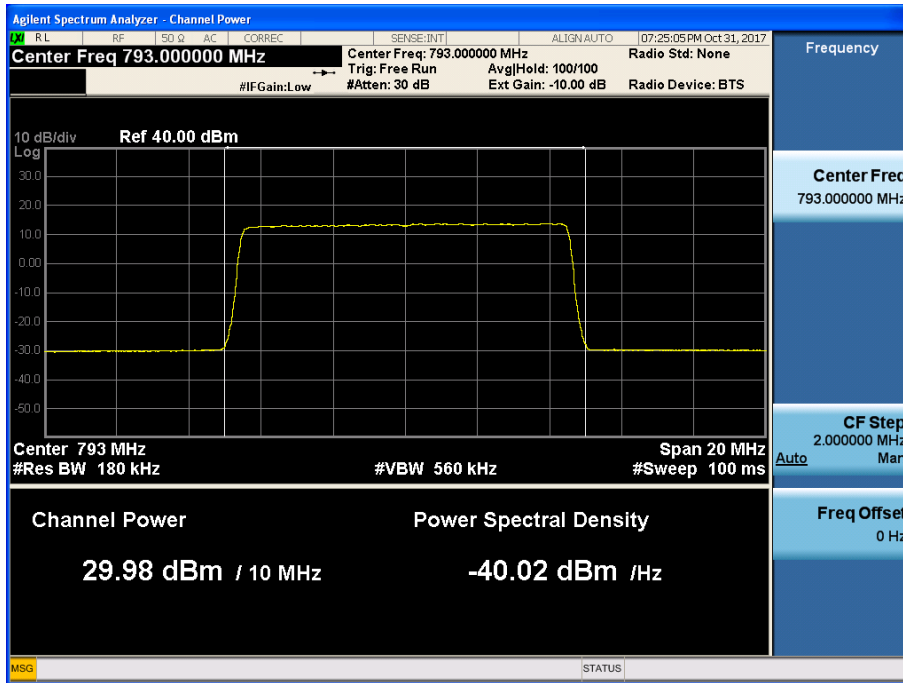 Agilent Spectrum Analyzer - Channel Power
LXI RL RF 50 Ω AC CORREC SENSE:INT ALIGN AUTO 07:25:05 PM Oct 31, 2017
Center Freq 793.000000 MHz
Center Freq: 793.000000 MHz Radio Std: None
Trig: Free Run Avg|Hold: 100/100
#IFGain:Low #Atten: 30 dB Ext Gain: -10.00 dB Radio Device: BTS
10 dB/div Ref 40.00 dBm
Log
30.0
20.0
10.0
0.00
-10.0
-20.0
-30.0
-40.0
-50.0
Center 793 MHz Span 20 MHz
#Res BW 180 kHz #VBW 560 kHz #Sweep 100 ms
Channel Power Power Spectral Density
29.98 dBm / 10 MHz -40.02 dBm /Hz
Frequency
Center Freq
793.000000 MHz
CF Step
2.000000 MHz
Auto Man
Freq Offset
0 Hz
MSG STATUS